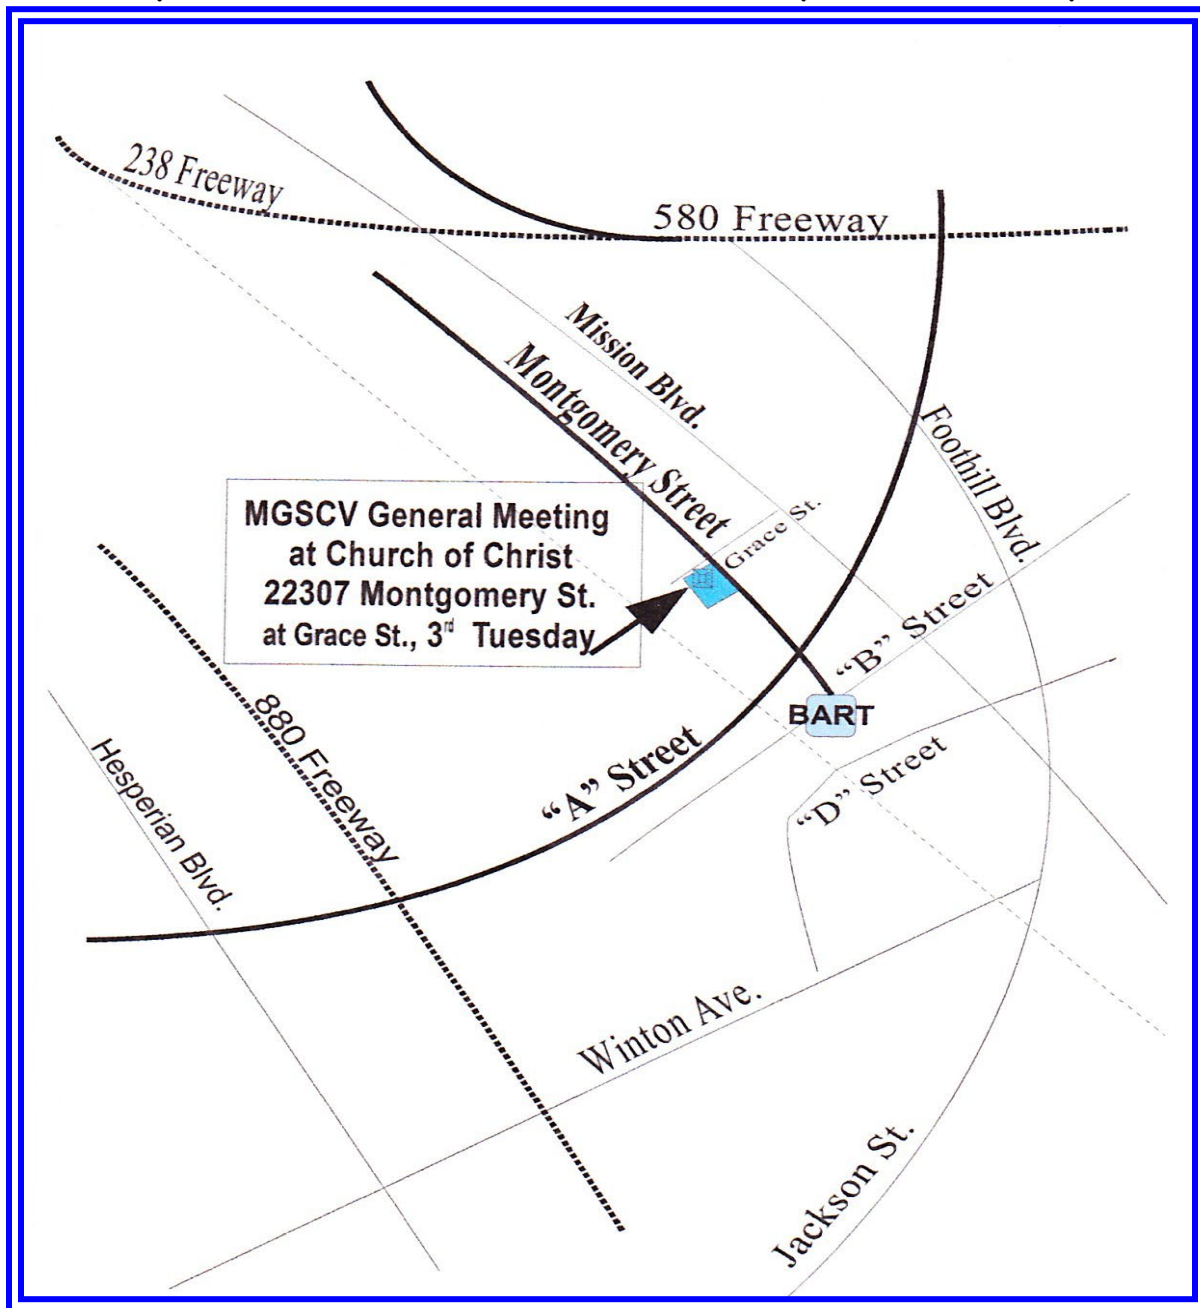 238 Freeway
580 Freeway
Mission Blvd.
Montgomery Street
Foothill Blvd.
Grace St.
MGSCV General Meeting
at Church of Christ
22307 Montgomery St.
at Grace St., 3rd Tuesday
“B” Street
BART
880 Freeway
“A” Street
“D” Street
Hesperian Blvd.
Winton Ave.
Jackson St.